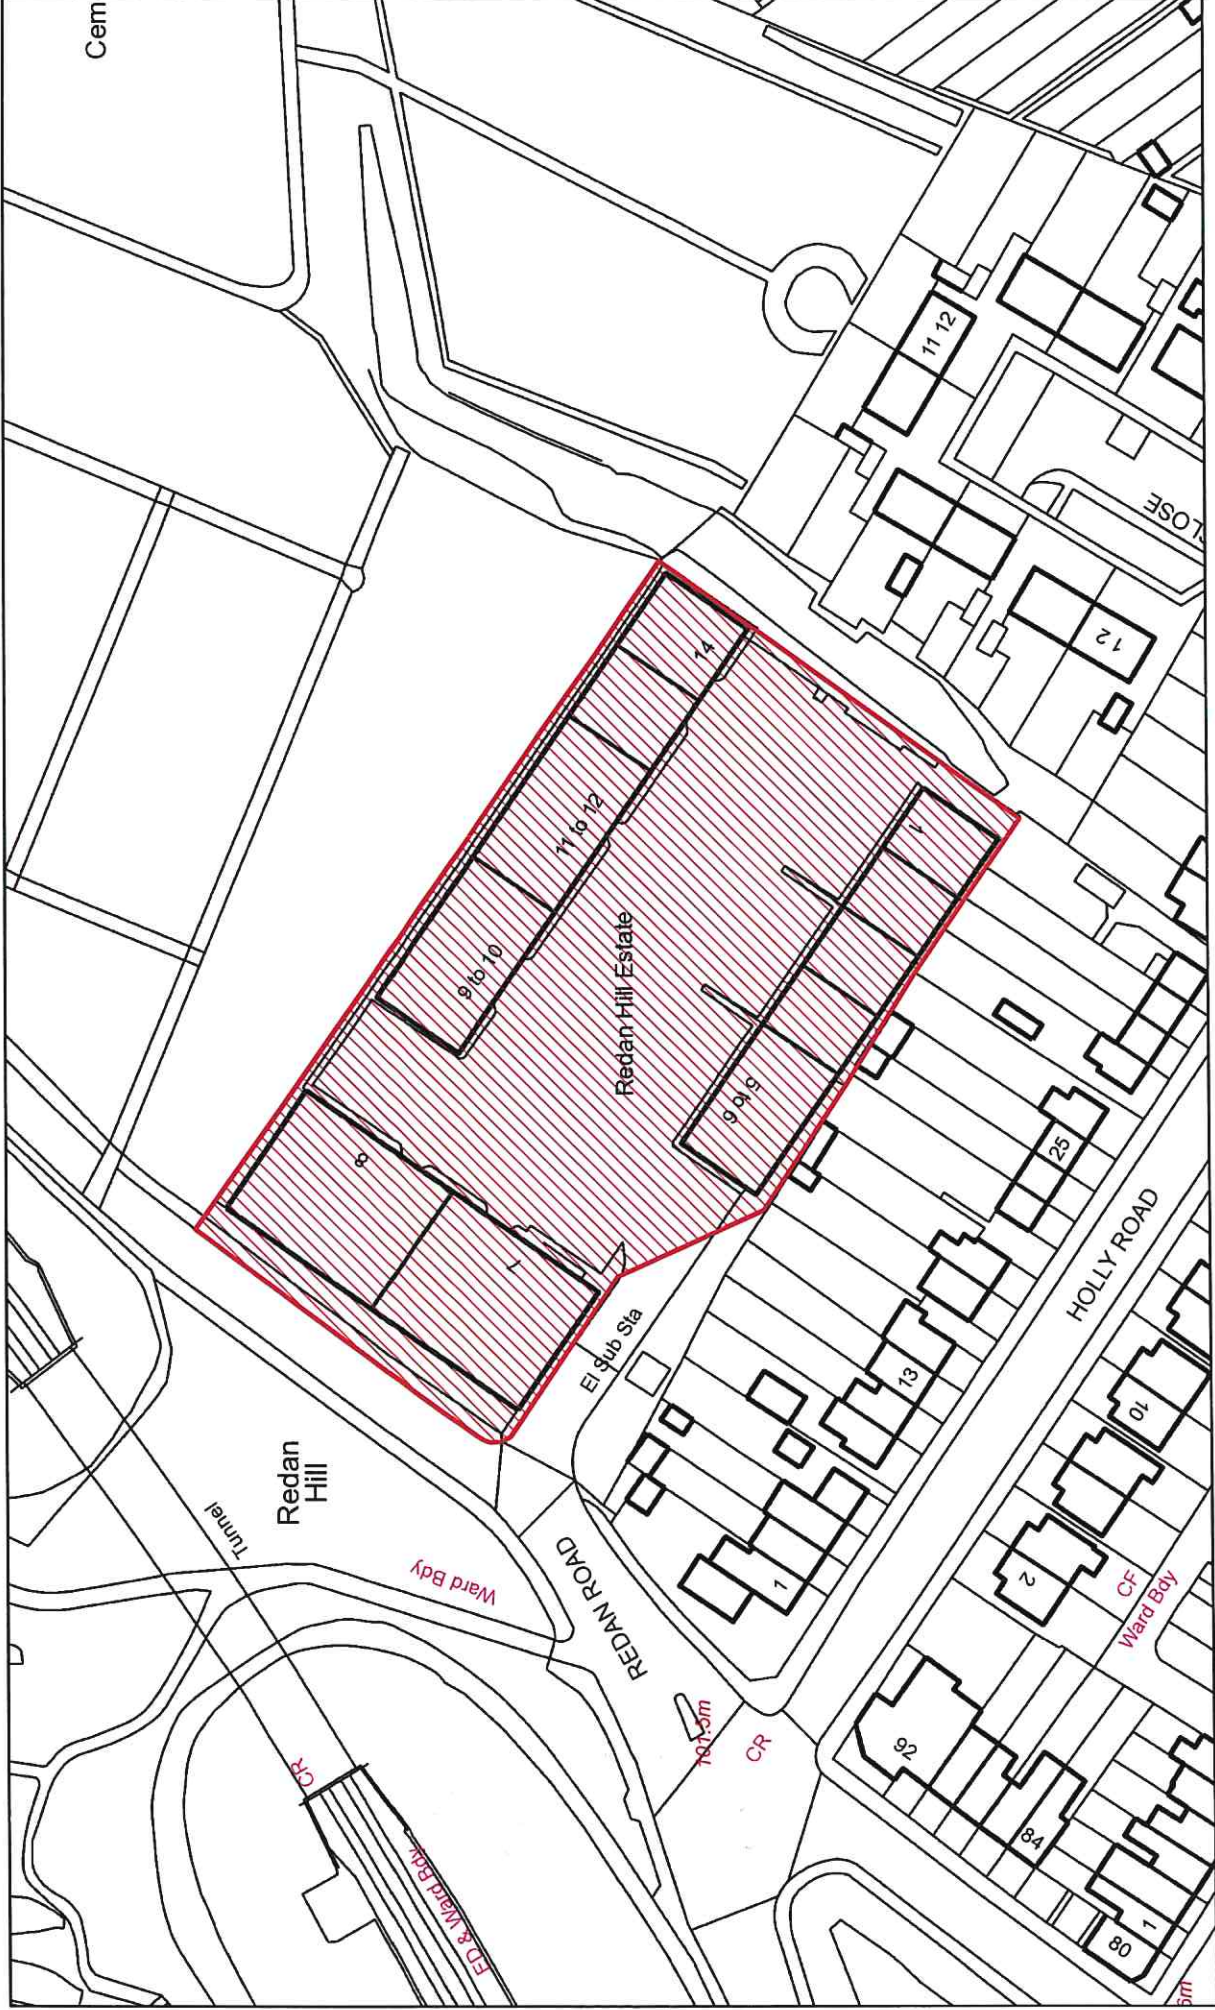 Cem
11 12
CLOSE
1 2
14
11 to 12
9 to 10
Redan Hill Estate
1
5 to 6
8
7
El Sub Sta
25
HOLLY ROAD
13
10
Redan
Hill
Tunnel
Ward Bdy
REDAN ROAD
1
2
CF
Ward Bdy
101.5m
CR
CR
92
84
ED & Ward Bdy
1
80
6m